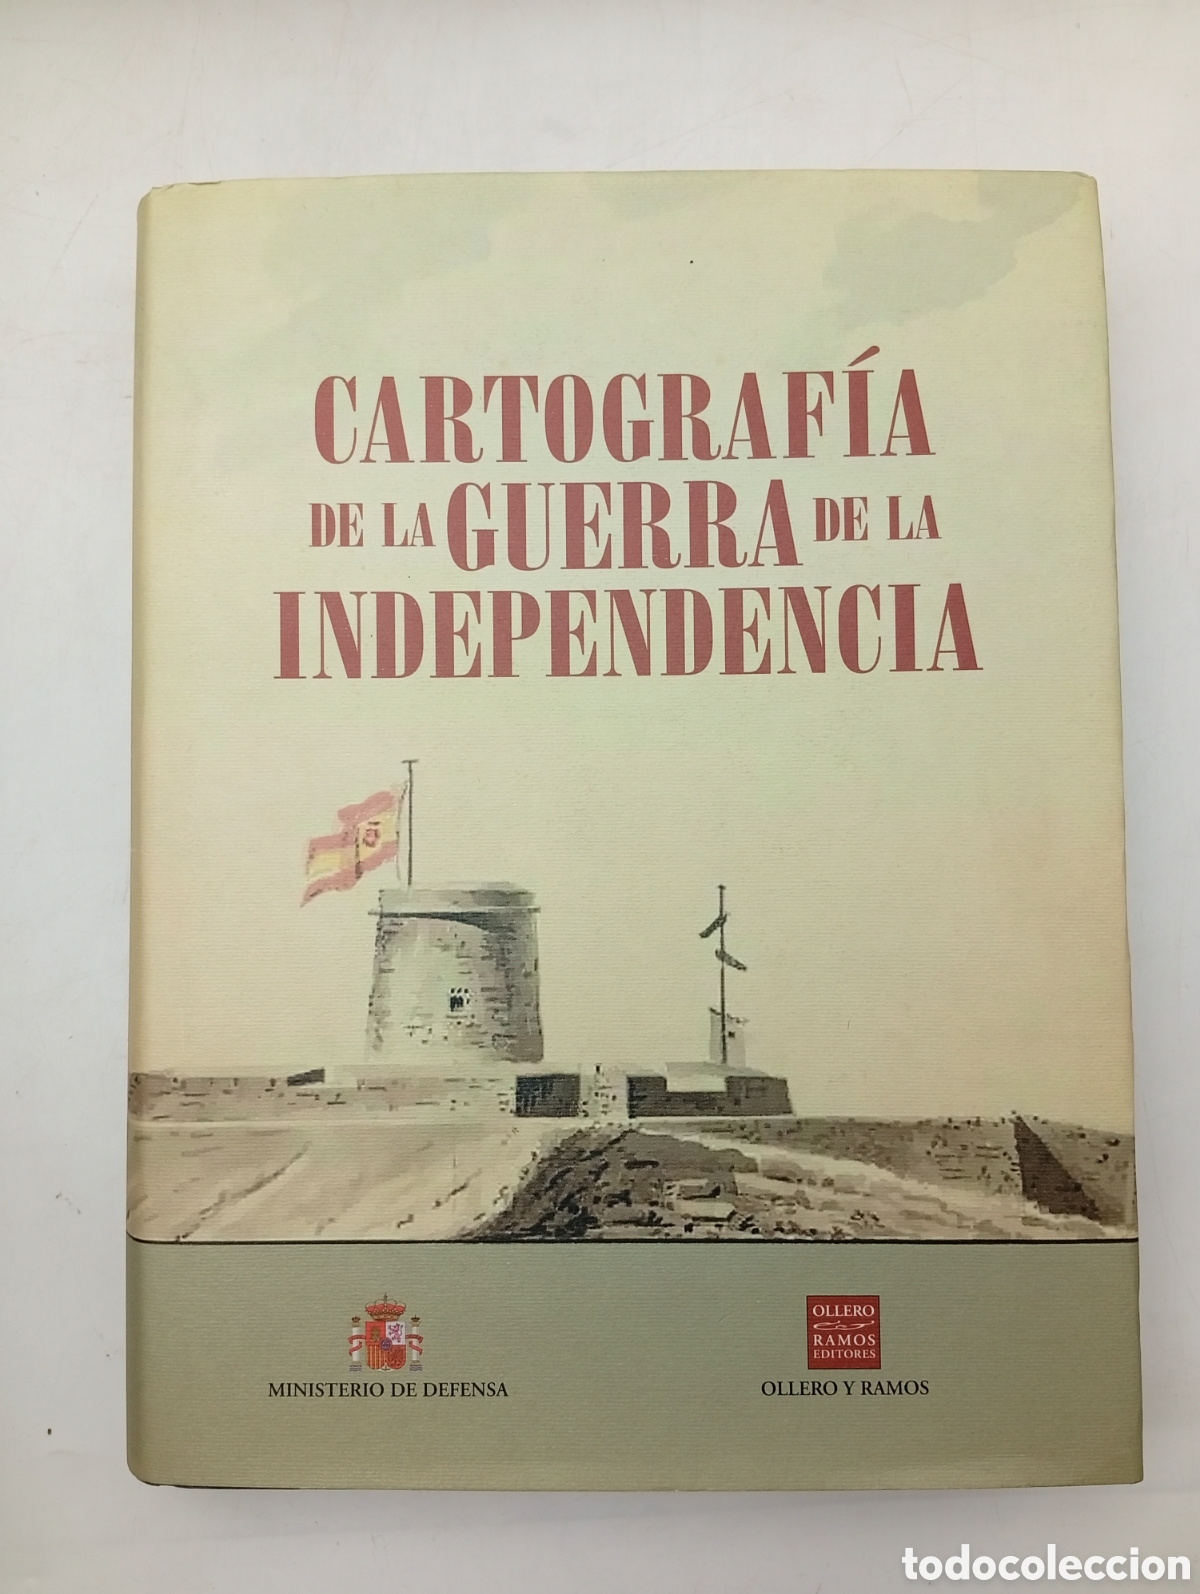 CARTOGRAFÍA
DE LA GUERRA DE LA
INDEPENDENCIA
OLLERO
&
RAMOS
EDITORES
MINISTERIO DE DEFENSA
OLLERO Y RAMOS
todocoleccion